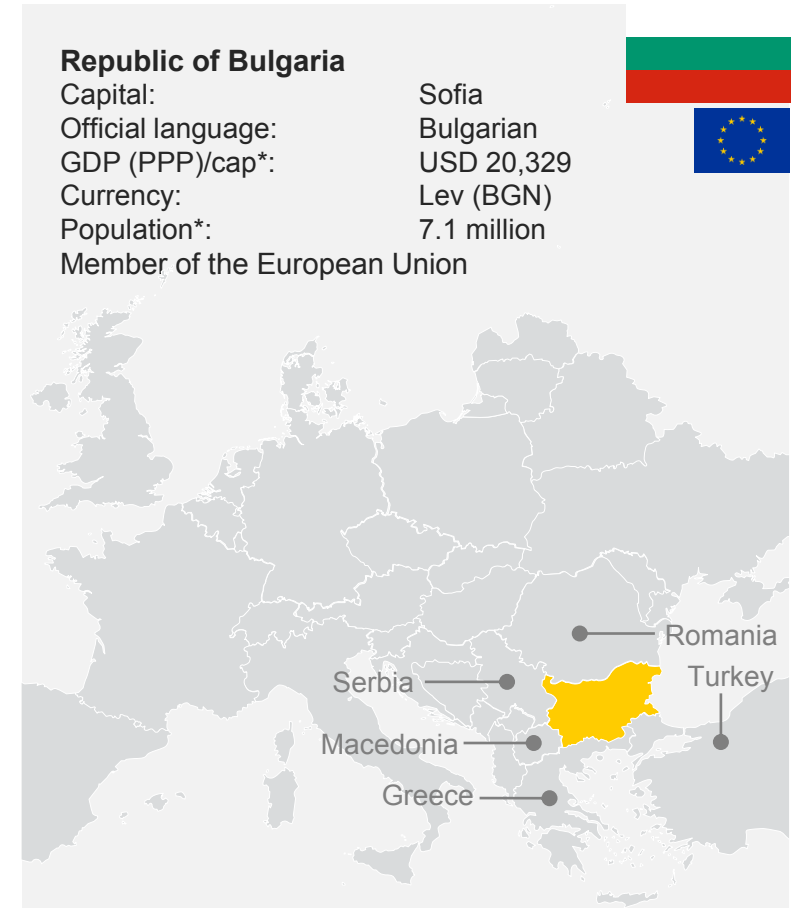 Republic of Bulgaria
Capital: Sofia
Official language: Bulgarian
GDP (PPP)/cap*: USD 20,329
Currency: Lev (BGN)
Population*: 7.1 million
Member of the European Union
Romania
Serbia
Turkey
Macedonia
Greece